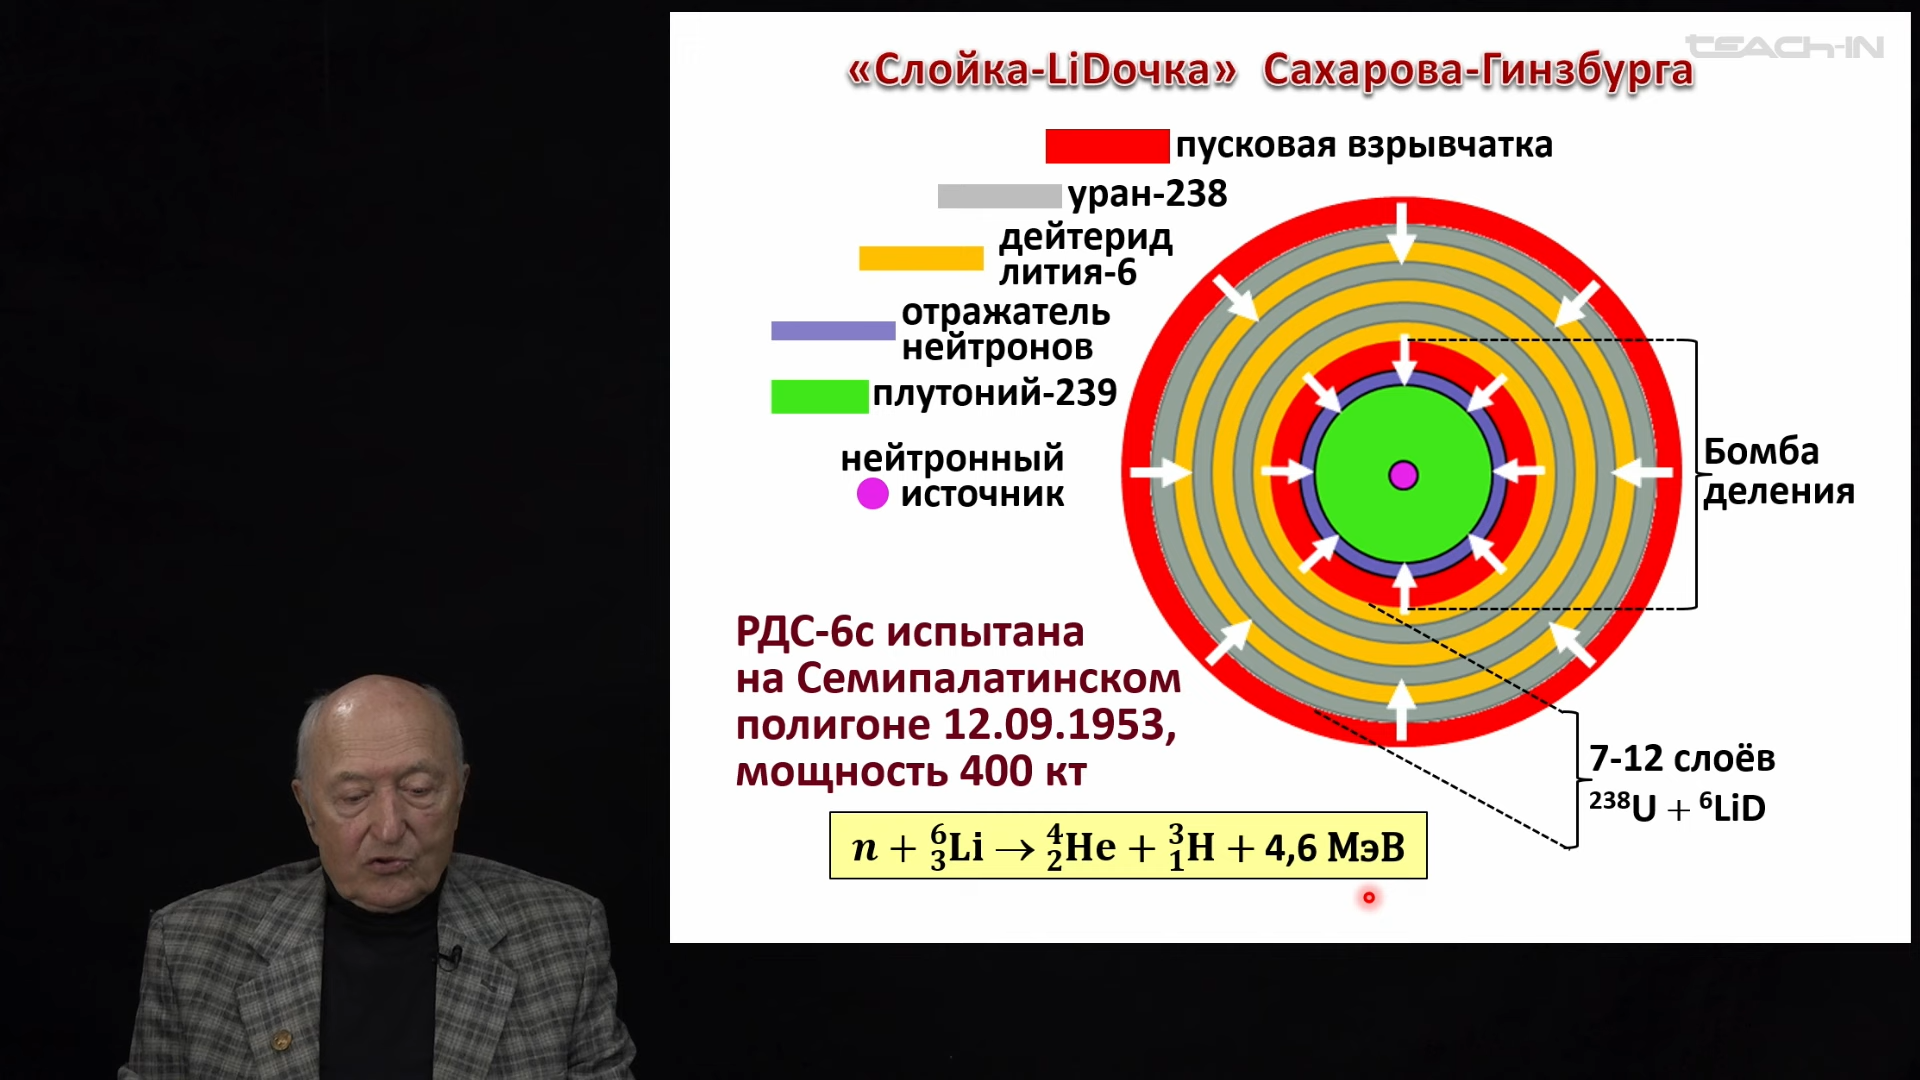 TEACH-IN
«Слойка-LiDочка» Сахарова-Гинзбурга
пусковая взрывчатка
уран-238
дейтерид
лития-6
отражатель
нейтронов
плутоний-239
нейтронный
источник
Бомба
деления
РДС-6с испытана
на Семипалатинском
полигоне 12.09.1953,
мощность 400 кт
7-12 слоёв
²³⁸U + ⁶LiD
n + ⁶₃Li → ⁴₂He + ³₁H + 4,6 МэВ